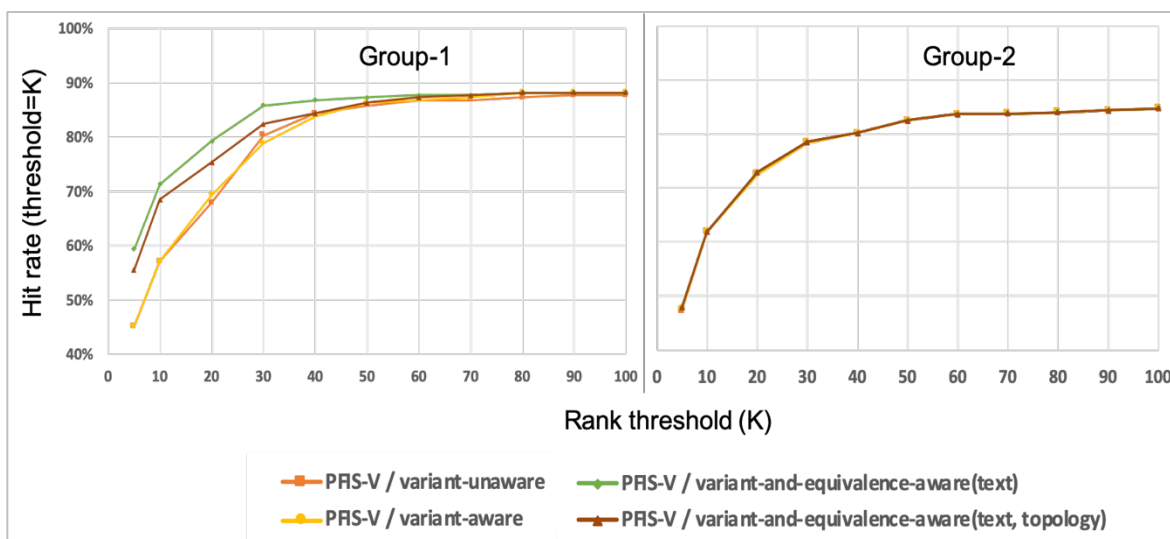 Group-1
Group-2
Hit rate (threshold=K)
100%
90%
80%
70%
60%
50%
40%
0 10 20 30 40 50 60 70 80 90 100
0 10 20 30 40 50 60 70 80 90 100
Rank threshold (K)
PFIS-V / variant-unaware
PFIS-V / variant-and-equivalence-aware(text)
PFIS-V / variant-aware
PFIS-V / variant-and-equivalence-aware(text, topology)